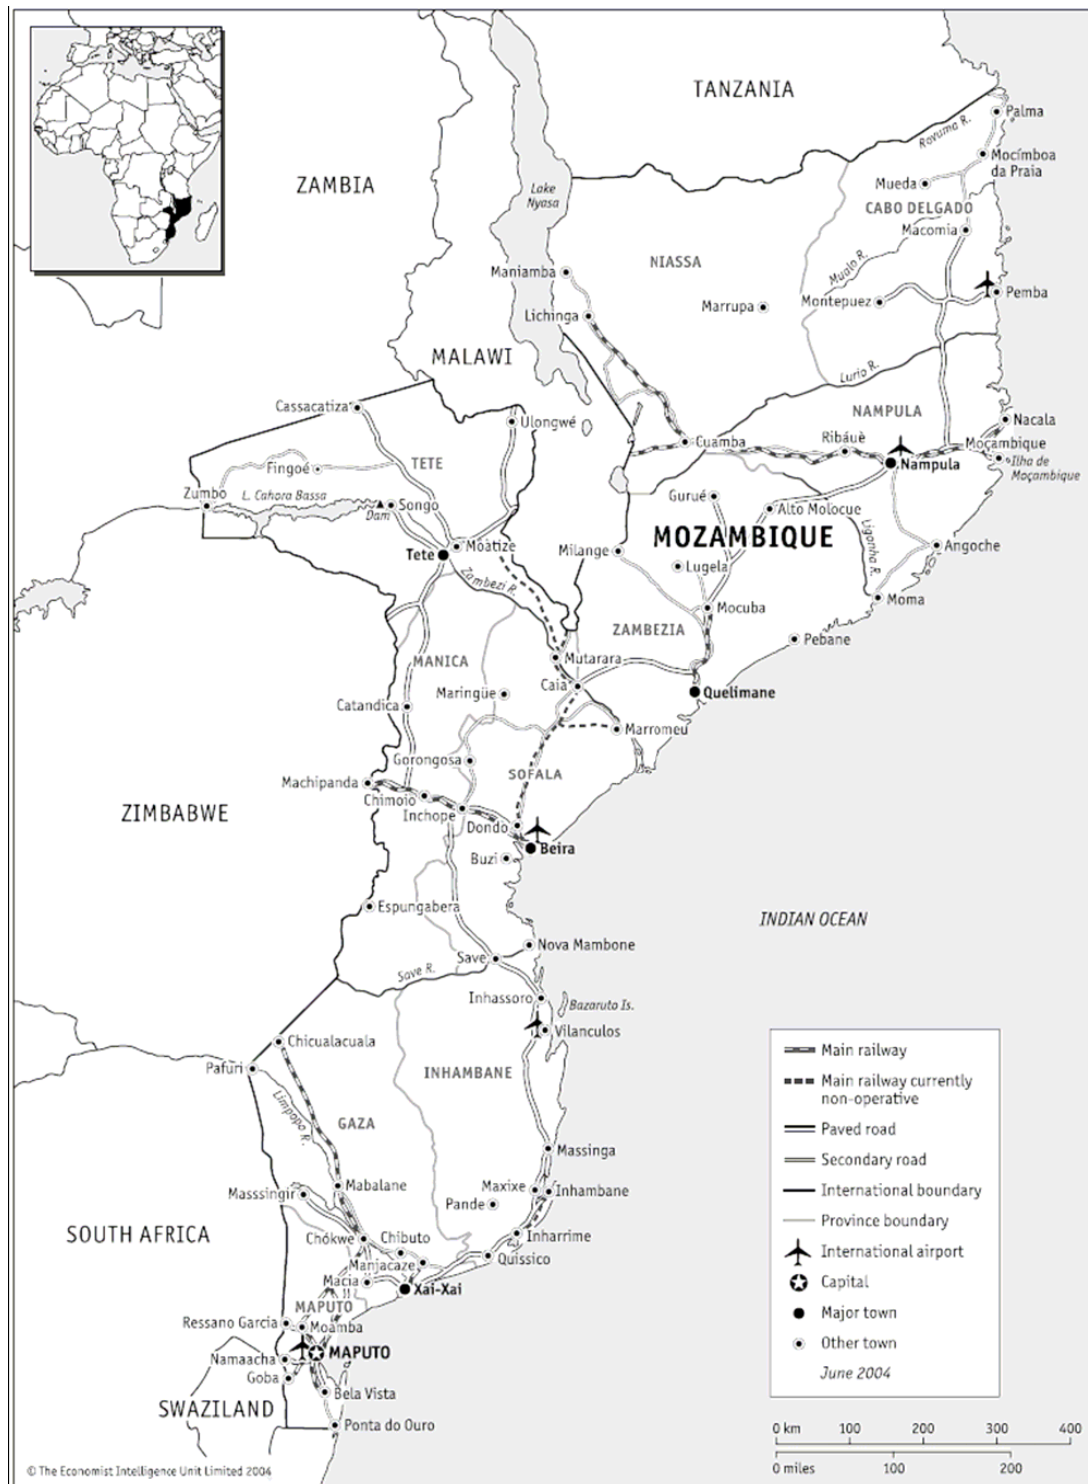 TANZANIA
Palma
Rovuma R.
Mocímboa
da Praia
ZAMBIA
Lake
Nyasa
Mueda
CABO DELGADO
Macomia
NIASSA
Mualo R.
Maniamba
Pemba
Montepuez
Marrupa
Lichinga
MALAWI
Lurio R.
Cassacatiza
NAMPULA
Nacala
Ulongwé
Cuamba
Ribáuè
Moçambique
TETE
Fingoé
Nampula
Ilha de
Moçambique
Zumbo
L. Cahora Bassa
Songo
Dam
Gurué
Alto Molocue
MOZAMBIQUE
Ligonha R.
Moatize
Tete
Milange
Angoche
Lugela
Zambezi R.
Moma
Mocuba
ZAMBEZIA
Pebane
MANICA
Mutarara
Caia
Maringüe
Quelimane
Catandica
Marromeu
Gorongosa
SOFALA
Machipanda
Chimoio
ZIMBABWE
Inchope
Dondo
Beira
Buzi
Espungabera
INDIAN OCEAN
Nova Mambone
Save
Save R.
Inhassoro
Bazaruto Is.
Vilanculos
Chicualacuala
Pafuri
INHAMBANE
Limpopo R.
GAZA
Massinga
Mabalane
Maxixe
Inhambane
Masssingir
Pande
SOUTH AFRICA
Chókwe
Chibuto
Inharrime
Manjacaze
Quissico
Macia
Xai-Xai
MAPUTO
Ressano Garcia
Moamba
MAPUTO
Namaacha
Goba
Bela Vista
SWAZILAND
Ponta do Ouro
Main railway
Main railway currently
non-operative
Paved road
Secondary road
International boundary
Province boundary
International airport
Capital
Major town
Other town
June 2004
0 km 100 200 300 400
0 miles 100 200
© The Economist Intelligence Unit Limited 2004